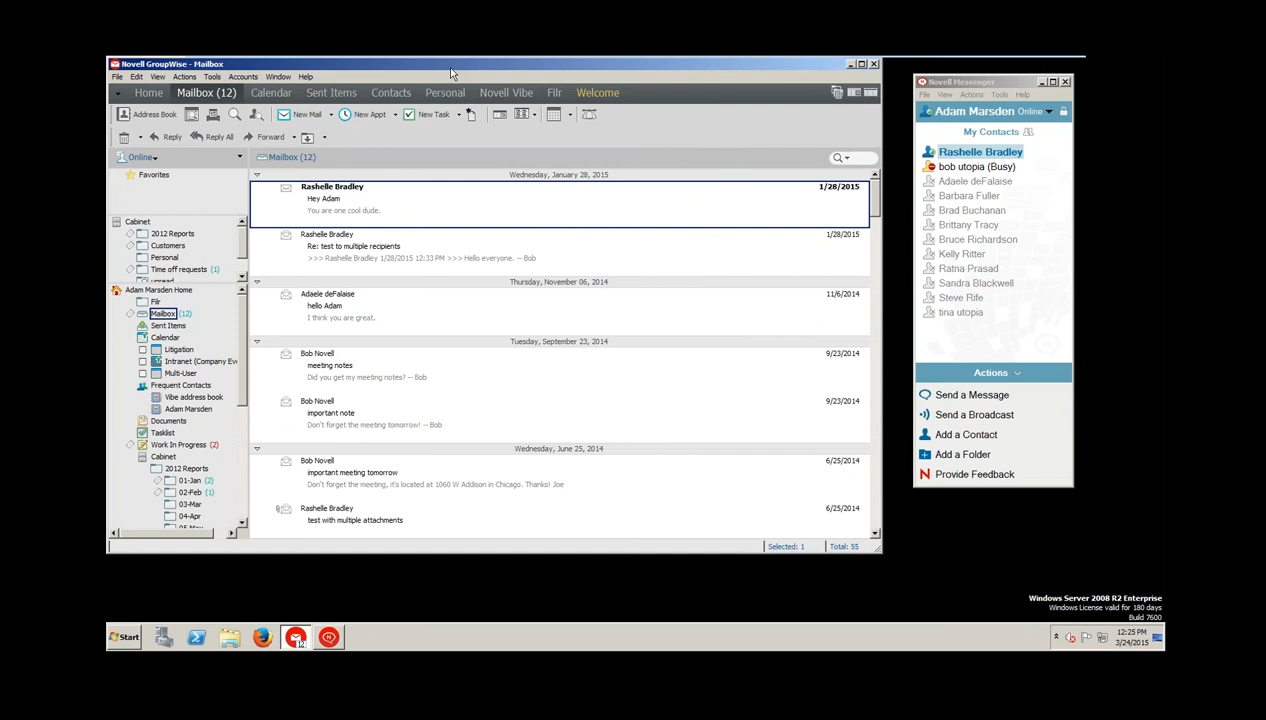 Novell GroupWise - Mailbox
File Edit View Actions Tools Accounts Window Help
Home Mailbox (12) Calendar Sent Items Contacts Personal Novell Vibe Filr Welcome
Address Book New Mail New Appt New Task
Reply Reply All Forward
Online
Favorites
Cabinet
2012 Reports
Customers
Personal
Time off requests (1)
unread
Adam Marsden Home
Filr
Mailbox (12)
Sent Items
Calendar
Litigation
Intranet (Company Eve
Multi-User
Frequent Contacts
Vibe address book
Adam Marsden
Documents
Tasklist
Work In Progress (2)
Cabinet
2012 Reports
01-Jan (2)
02-Feb (1)
03-Mar
04-Apr
05-May
Mailbox (12)
Wednesday, January 28, 2015
Rashelle Bradley 1/28/2015
Hey Adam
You are one cool dude.
Rashelle Bradley 1/28/2015
Re: test to multiple recipients
>>> Rashelle Bradley 1/28/2015 12:33 PM >>> Hello everyone. -- Bob
Thursday, November 06, 2014
Adaele deFalaise 11/6/2014
hello Adam
I think you are great.
Tuesday, September 23, 2014
Bob Novell 9/23/2014
meeting notes
Did you get my meeting notes? --Bob
Bob Novell 9/23/2014
important note
Don't forget the meeting tomorrow! --Bob
Wednesday, June 25, 2014
Bob Novell 6/25/2014
important meeting tomorrow
Don't forget the meeting, it's located at 1060 W Addison in Chicago. Thanks! Joe
Rashelle Bradley 6/25/2014
test with multiple attachments
Selected: 1 Total: 55
Novell Messenger
File View Actions Tools Help
Adam Marsden Online
My Contacts
Rashelle Bradley
bob utopia (Busy)
Adaele deFalaise
Barbara Fuller
Brad Buchanan
Brittany Tracy
Bruce Richardson
Kelly Ritter
Ratna Prasad
Sandra Blackwell
Steve Rife
tina utopia
Actions
Send a Message
Send a Broadcast
Add a Contact
Add a Folder
Provide Feedback
Windows Server 2008 R2 Enterprise
Windows License valid for 180 days
Build 7600
Start
12
12:25 PM
3/24/2015